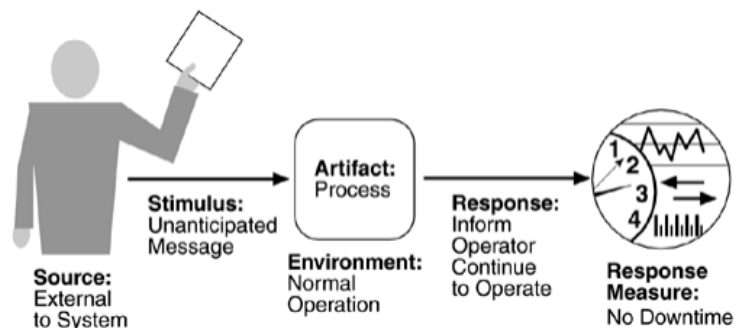 Source:
External
to System
Stimulus:
Unanticipated
Message
Artifact:
Process
Environment:
Normal
Operation
Response:
Inform
Operator
Continue
to Operate
1
2
3
4
Response
Measure:
No Downtime